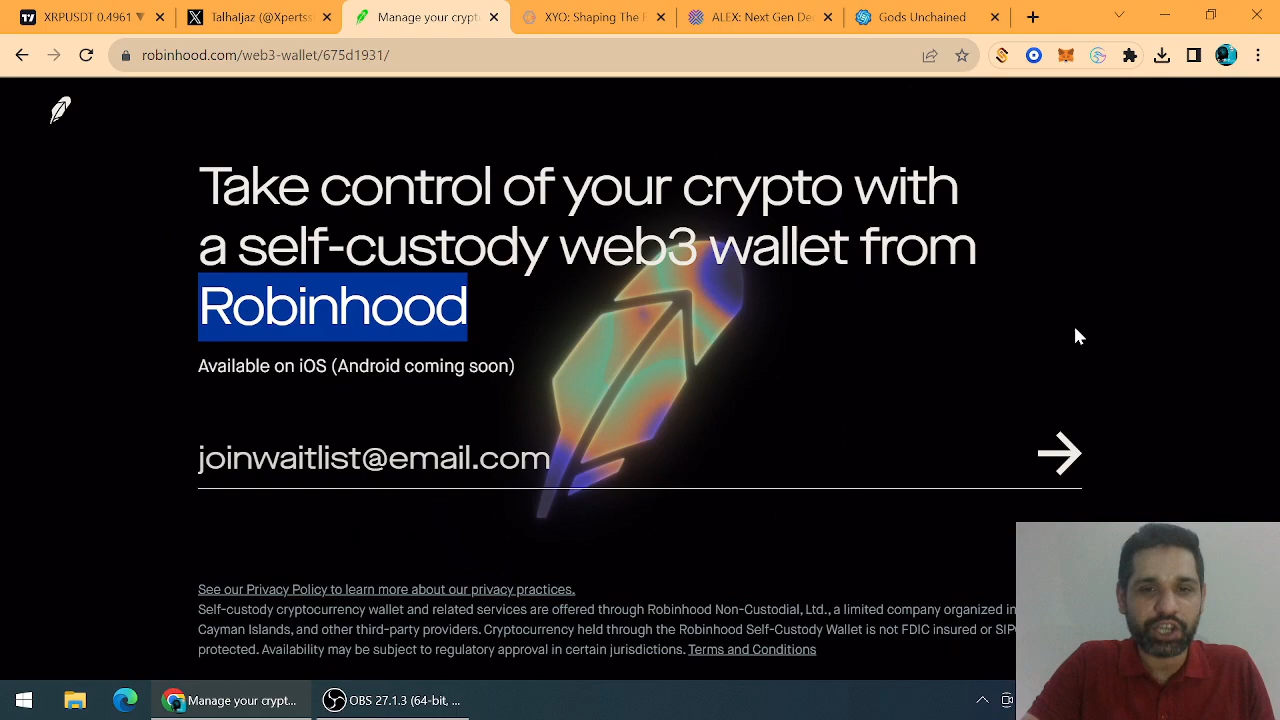 XRPUSDT 0.4961 ▼
TalhaIjaz (@Xpertss
Manage your crypt
XYO: Shaping The F
ALEX: Next Gen De
Gods Unchained
robinhood.com/web3-wallet/675d1931/
Take control of your crypto with
a self-custody web3 wallet from
Robinhood
Available on iOS (Android coming soon)
joinwaitlist@email.com
See our Privacy Policy to learn more about our privacy practices.
Self-custody cryptocurrency wallet and related services are offered through Robinhood Non-Custodial, Ltd., a limited company organized in
Cayman Islands, and other third-party providers. Cryptocurrency held through the Robinhood Self-Custody Wallet is not FDIC insured or SIP
protected. Availability may be subject to regulatory approval in certain jurisdictions. Terms and Conditions
Manage your crypt...
OBS 27.1.3 (64-bit, ...